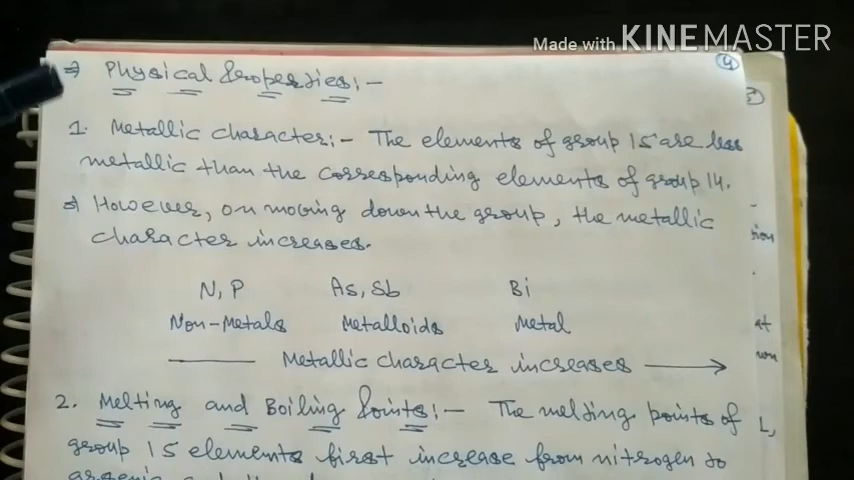 Made with KINEMASTER
4
⇒ Physical Properties:-
1. Metallic character:- The elements of group 15 are less
metallic than the corresponding elements of group 14.
⇒ However, on moving down the group, the metallic
character increases.
N, P As, Sb Bi
Non-Metals Metalloids Metal
Metallic character increases →
2. Melting and Boiling Points:- The melting points of
group 15 elements first increase from nitrogen to
arsenic
at
L,